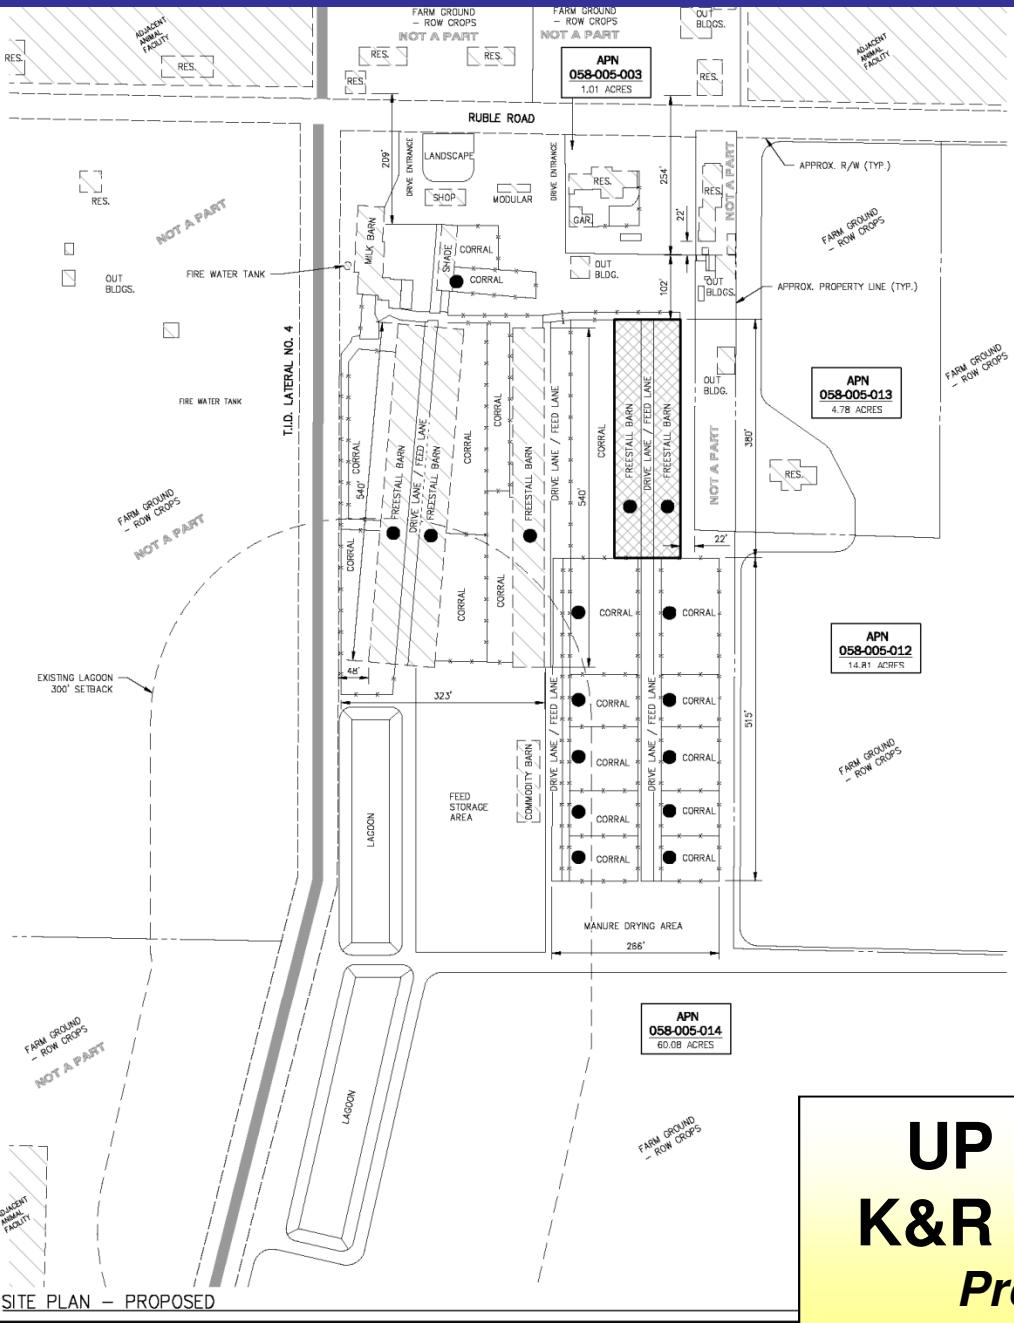 FARM GROUND
– ROW CROPS
NOT A PART
FARM GROUND
– ROW CROPS
NOT A PART
OUT
BLDGS.
ADJACENT
ANIMAL
FACILITY
ADJACENT
ANIMAL
FACILITY
RES.
RES.
RES.
RES.
RES.
RES.
APN
058-005-003
1.01 ACRES
RUBLE ROAD
209'
DRIVE ENTRANCE
LANDSCAPE
SHOP
MODULAR
DRIVE ENTRANCE
RES.
GAR.
254'
22'
RES.
NOT A PART
APPROX. R/W (TYP.)
FARM GROUND
– ROW CROPS
RES.
NOT A PART
MILK BARN
SHADE
CORRAL
CORRAL
OUT
BLDG.
102'
OUT
BLDGS.
APPROX. PROPERTY LINE (TYP.)
FIRE WATER TANK
OUT
BLDGS.
T.I.D. LATERAL NO. 4
FIRE WATER TANK
OUT
BLDG.
FARM GROUND
– ROW CROPS
APN
058-005-013
4.78 ACRES
CORRAL
540'
FREESTALL BARN
DRIVE LANE / FEED LANE
FREESTALL BARN
CORRAL
CORRAL
FREESTALL BARN
DRIVE LANE / FEED LANE
540'
CORRAL
FREESTALL BARN
DRIVE LANE / FEED LANE
FREESTALL BARN
NOT A PART
380'
RES.
22'
FARM GROUND
– ROW CROPS
NOT A PART
CORRAL
CORRAL
CORRAL
CORRAL
CORRAL
APN
058-005-012
14.81 ACRES
EXISTING LAGOON
300' SETBACK
48'
323'
DRIVE LANE / FEED LANE
CORRAL
DRIVE LANE / FEED LANE
CORRAL
515'
CORRAL
CORRAL
FARM GROUND
– ROW CROPS
LAGOON
FEED
STORAGE
AREA
COMMODITY BARN
CORRAL
CORRAL
CORRAL
CORRAL
MANURE DRYING AREA
266'
APN
058-005-014
60.08 ACRES
FARM GROUND
– ROW CROPS
NOT A PART
LAGOON
FARM GROUND
– ROW CROPS
ADJACENT
ANIMAL
FACILITY
UP
K&R
Pr
SITE PLAN – PROPOSED